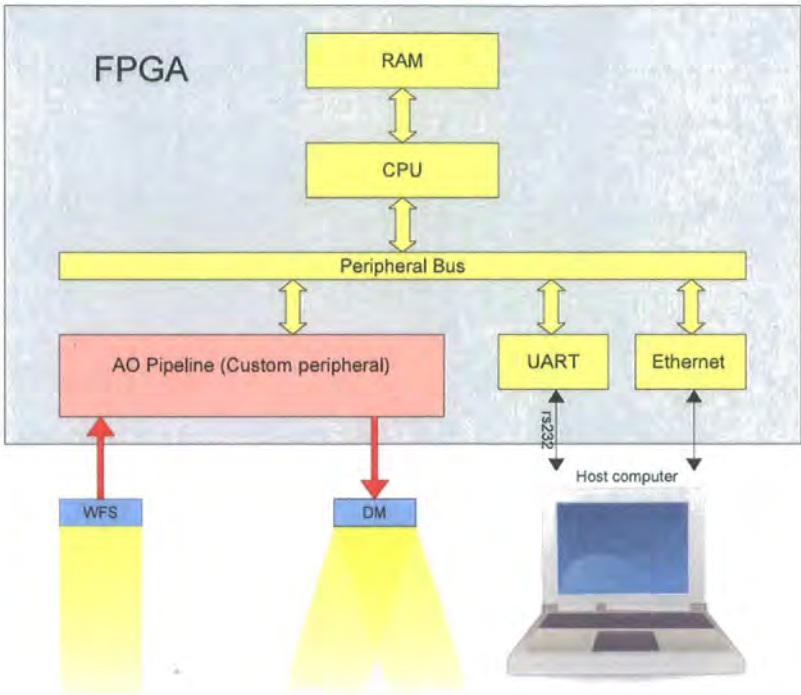 FPGA
RAM
CPU
Peripheral Bus
AO Pipeline (Custom peripheral)
UART
Ethernet
rs232
Host computer
WFS
DM